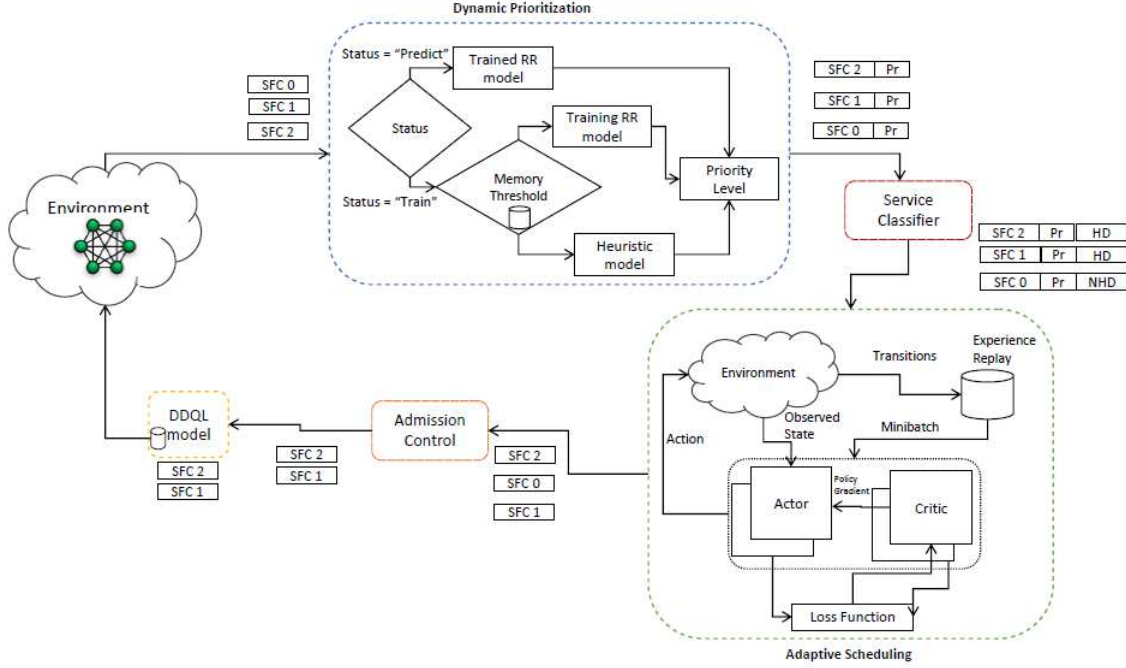 Dynamic Prioritization
Status = “Predict”
Trained RR
model
SFC 0
SFC 1
SFC 2
Status
Training RR
model
Memory
Threshold
Status = “Train”
Priority
Level
Heuristic
model
SFC 2 Pr
SFC 1 Pr
SFC 0 Pr
Service
Classifier
SFC 2 Pr HD
SFC 1 Pr HD
SFC 0 Pr NHD
Environment
Environment
Transitions
Experience
Replay
Observed
State
Minibatch
Action
Policy
Gradient
Actor
Critic
Loss Function
Adaptive Scheduling
Admission
Control
SFC 2
SFC 0
SFC 1
SFC 2
SFC 1
DDQL
model
SFC 2
SFC 1